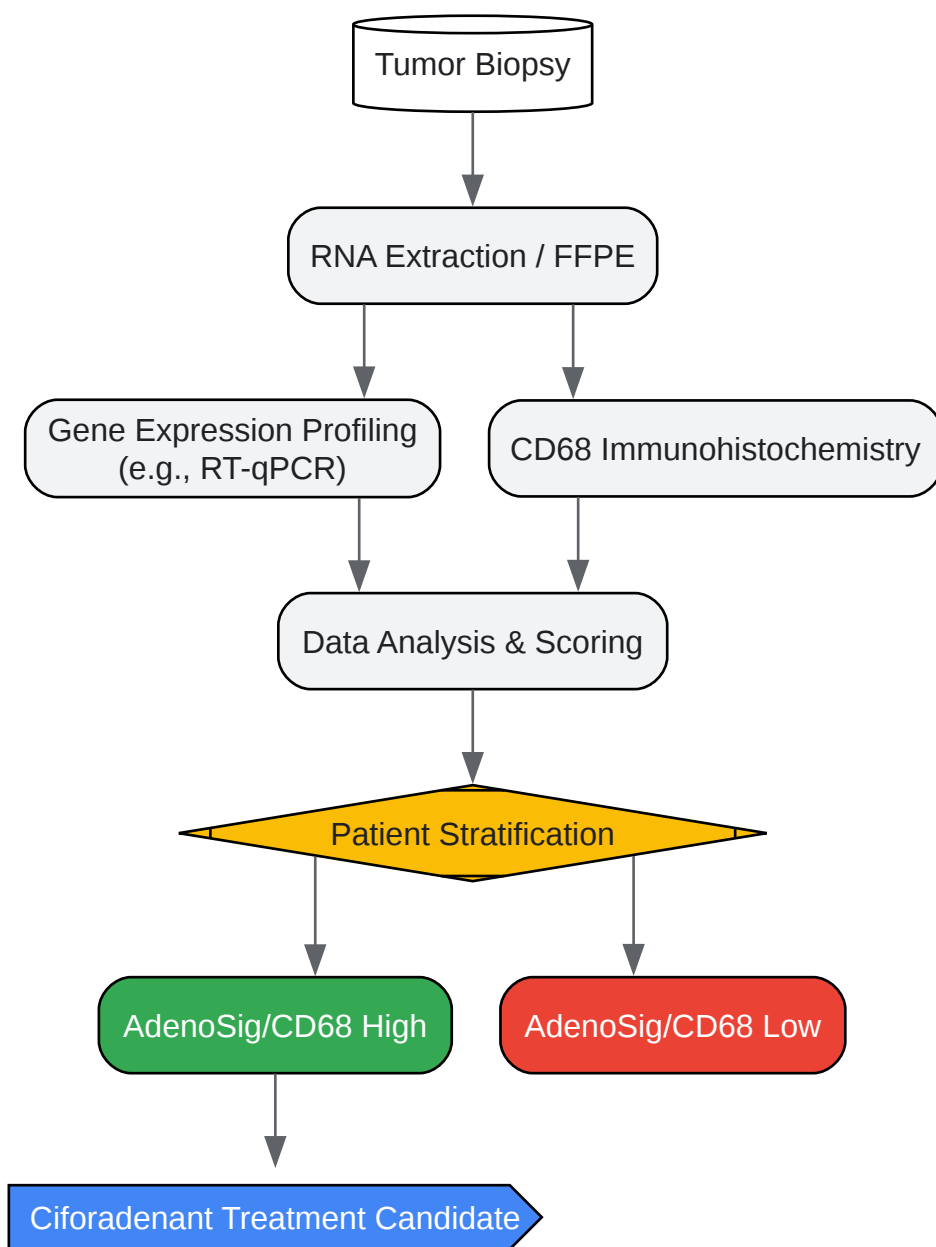 Tumor Biopsy
RNA Extraction / FFPE
Gene Expression Profiling
(e.g., RT-qPCR)
CD68 Immunohistochemistry
Data Analysis & Scoring
Patient Stratification
AdenoSig/CD68 High
AdenoSig/CD68 Low
Ciforadenant Treatment Candidate